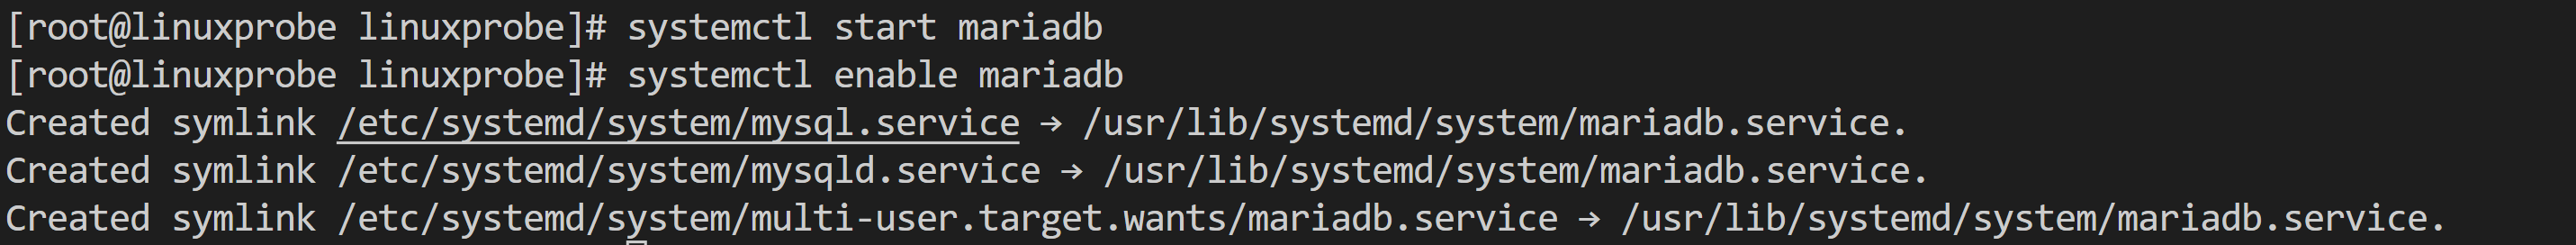 [root@linuxprobe linuxprobe]# systemctl start mariadb
[root@linuxprobe linuxprobe]# systemctl enable mariadb
Created symlink /etc/systemd/system/mysql.service → /usr/lib/systemd/system/mariadb.service.
Created symlink /etc/systemd/system/mysqld.service → /usr/lib/systemd/system/mariadb.service.
Created symlink /etc/systemd/system/multi-user.target.wants/mariadb.service → /usr/lib/systemd/system/mariadb.service.